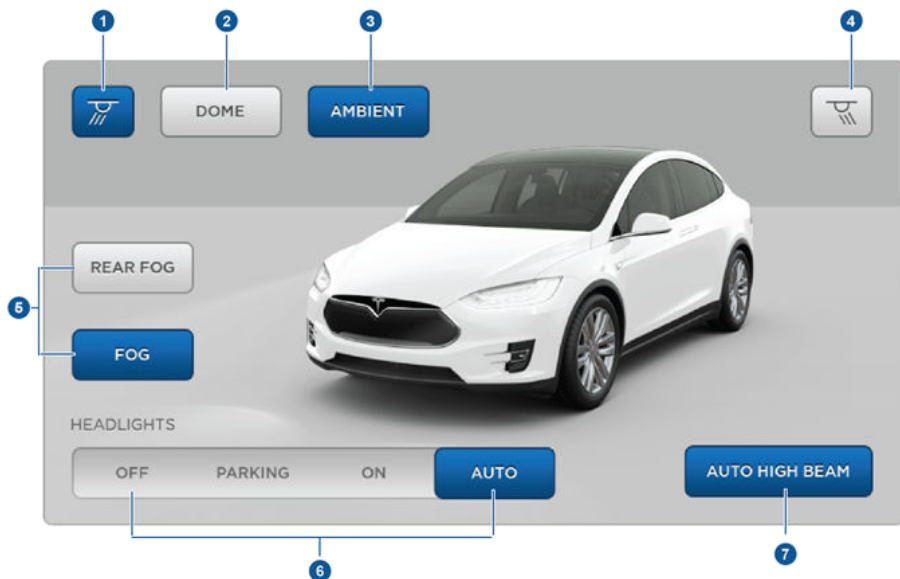 1
2
3
4
DOME
AMBIENT
REAR FOG
5
FOG
HEADLIGHTS
OFF
PARKING
ON
AUTO
AUTO HIGH BEAM
6
7